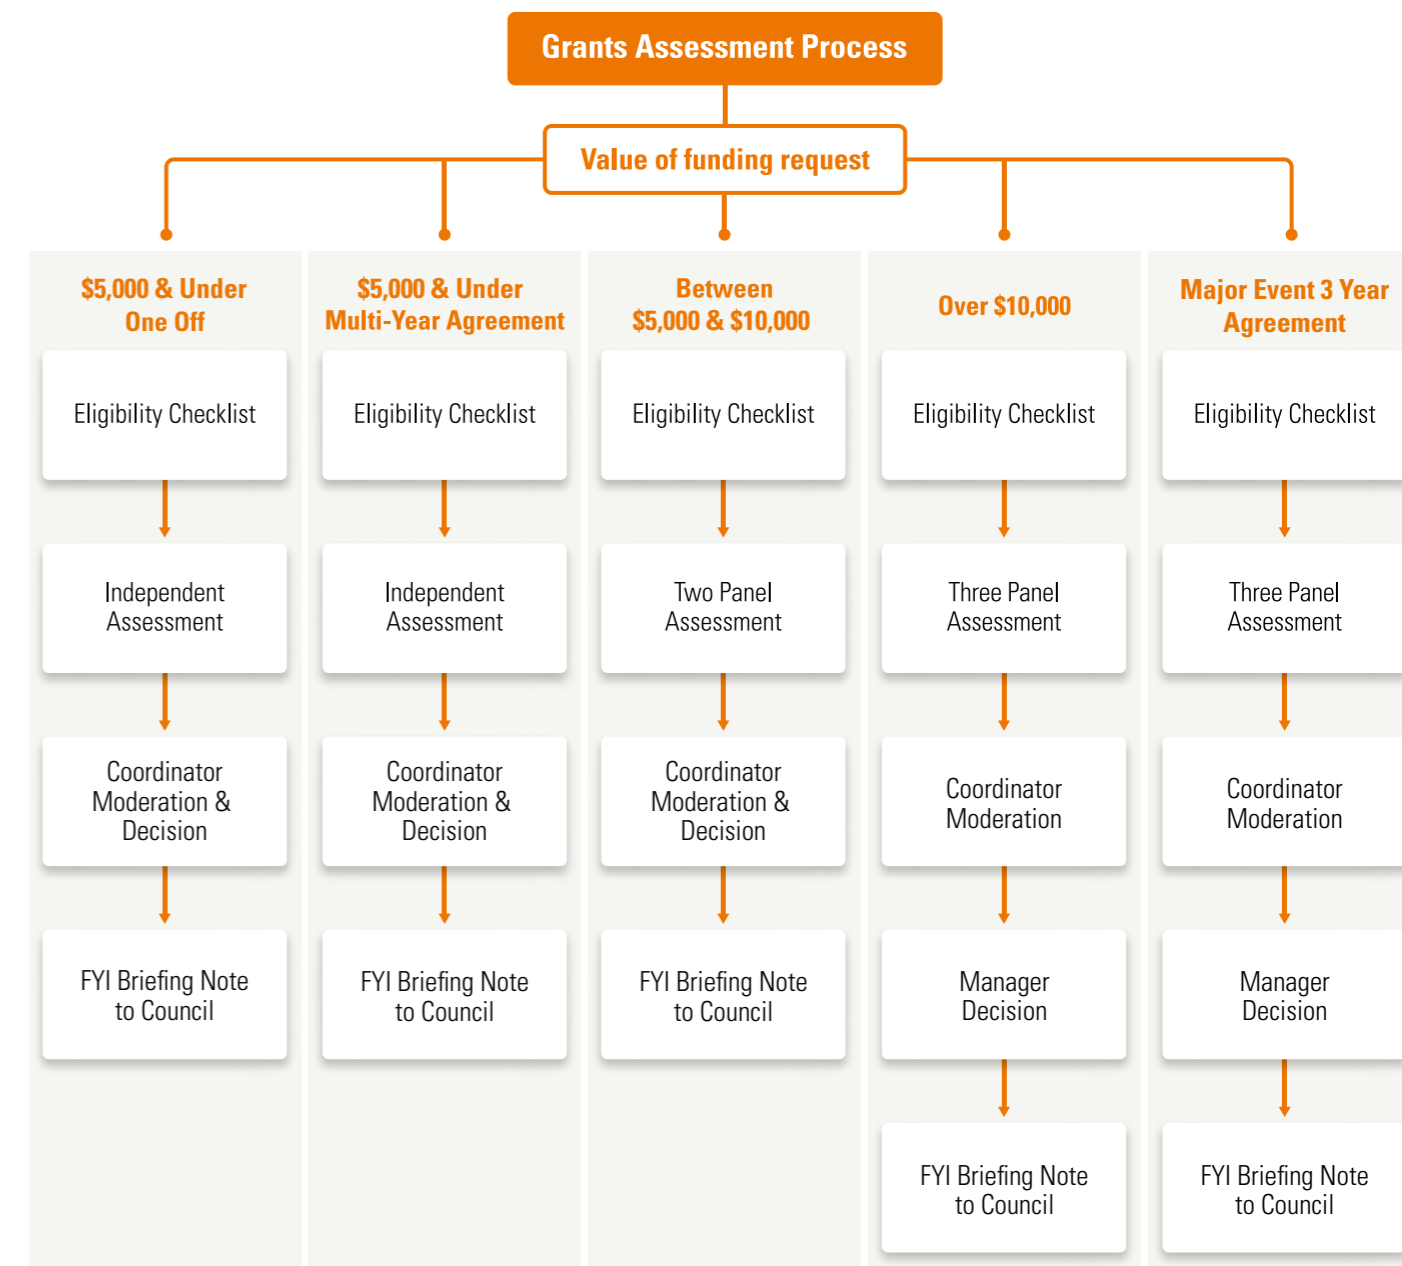 Grants Assessment Process
Value of funding request
$5,000 & Under
One Off
Eligibility Checklist
Independent
Assessment
Coordinator
Moderation &
Decision
FYI Briefing Note
to Council
$5,000 & Under
Multi-Year Agreement
Eligibility Checklist
Independent
Assessment
Coordinator
Moderation &
Decision
FYI Briefing Note
to Council
Between
$5,000 & $10,000
Eligibility Checklist
Two Panel
Assessment
Coordinator
Moderation &
Decision
FYI Briefing Note
to Council
Over $10,000
Eligibility Checklist
Three Panel
Assessment
Coordinator
Moderation
Manager
Decision
FYI Briefing Note
to Council
Major Event 3 Year
Agreement
Eligibility Checklist
Three Panel
Assessment
Coordinator
Moderation
Manager
Decision
FYI Briefing Note
to Council